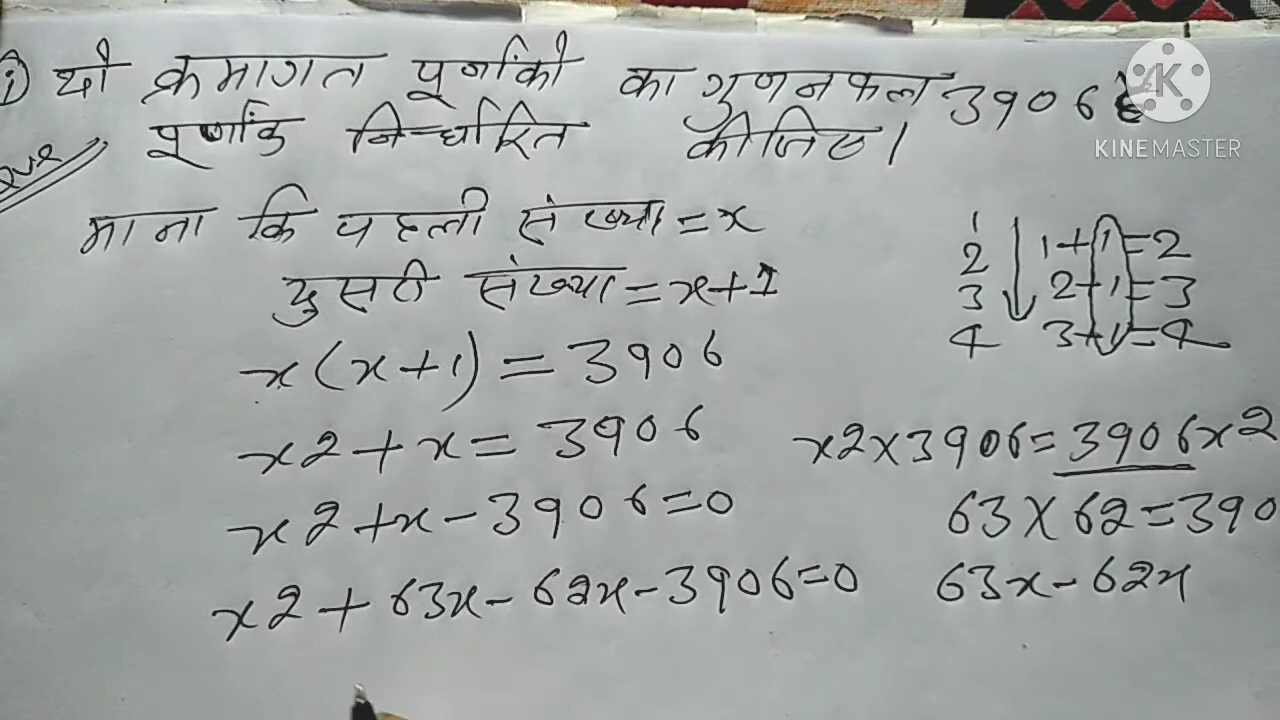 i) दो क्रमागत पूर्णांको का गुणनफल 3906 है
पूर्णांक निर्धारित कीजिए।
माना कि पहली संख्या = x
दुसरी संख्या = x+1
x(x+1) = 3906
x2+x = 3906
x2+x-3906=0
x2+63x-62x-3906=0
1
2
3
4
1+1=2
2+1=3
3+1=4
x2×3906=3906x2
63×62=390
63x-62x
K
KINEMASTER